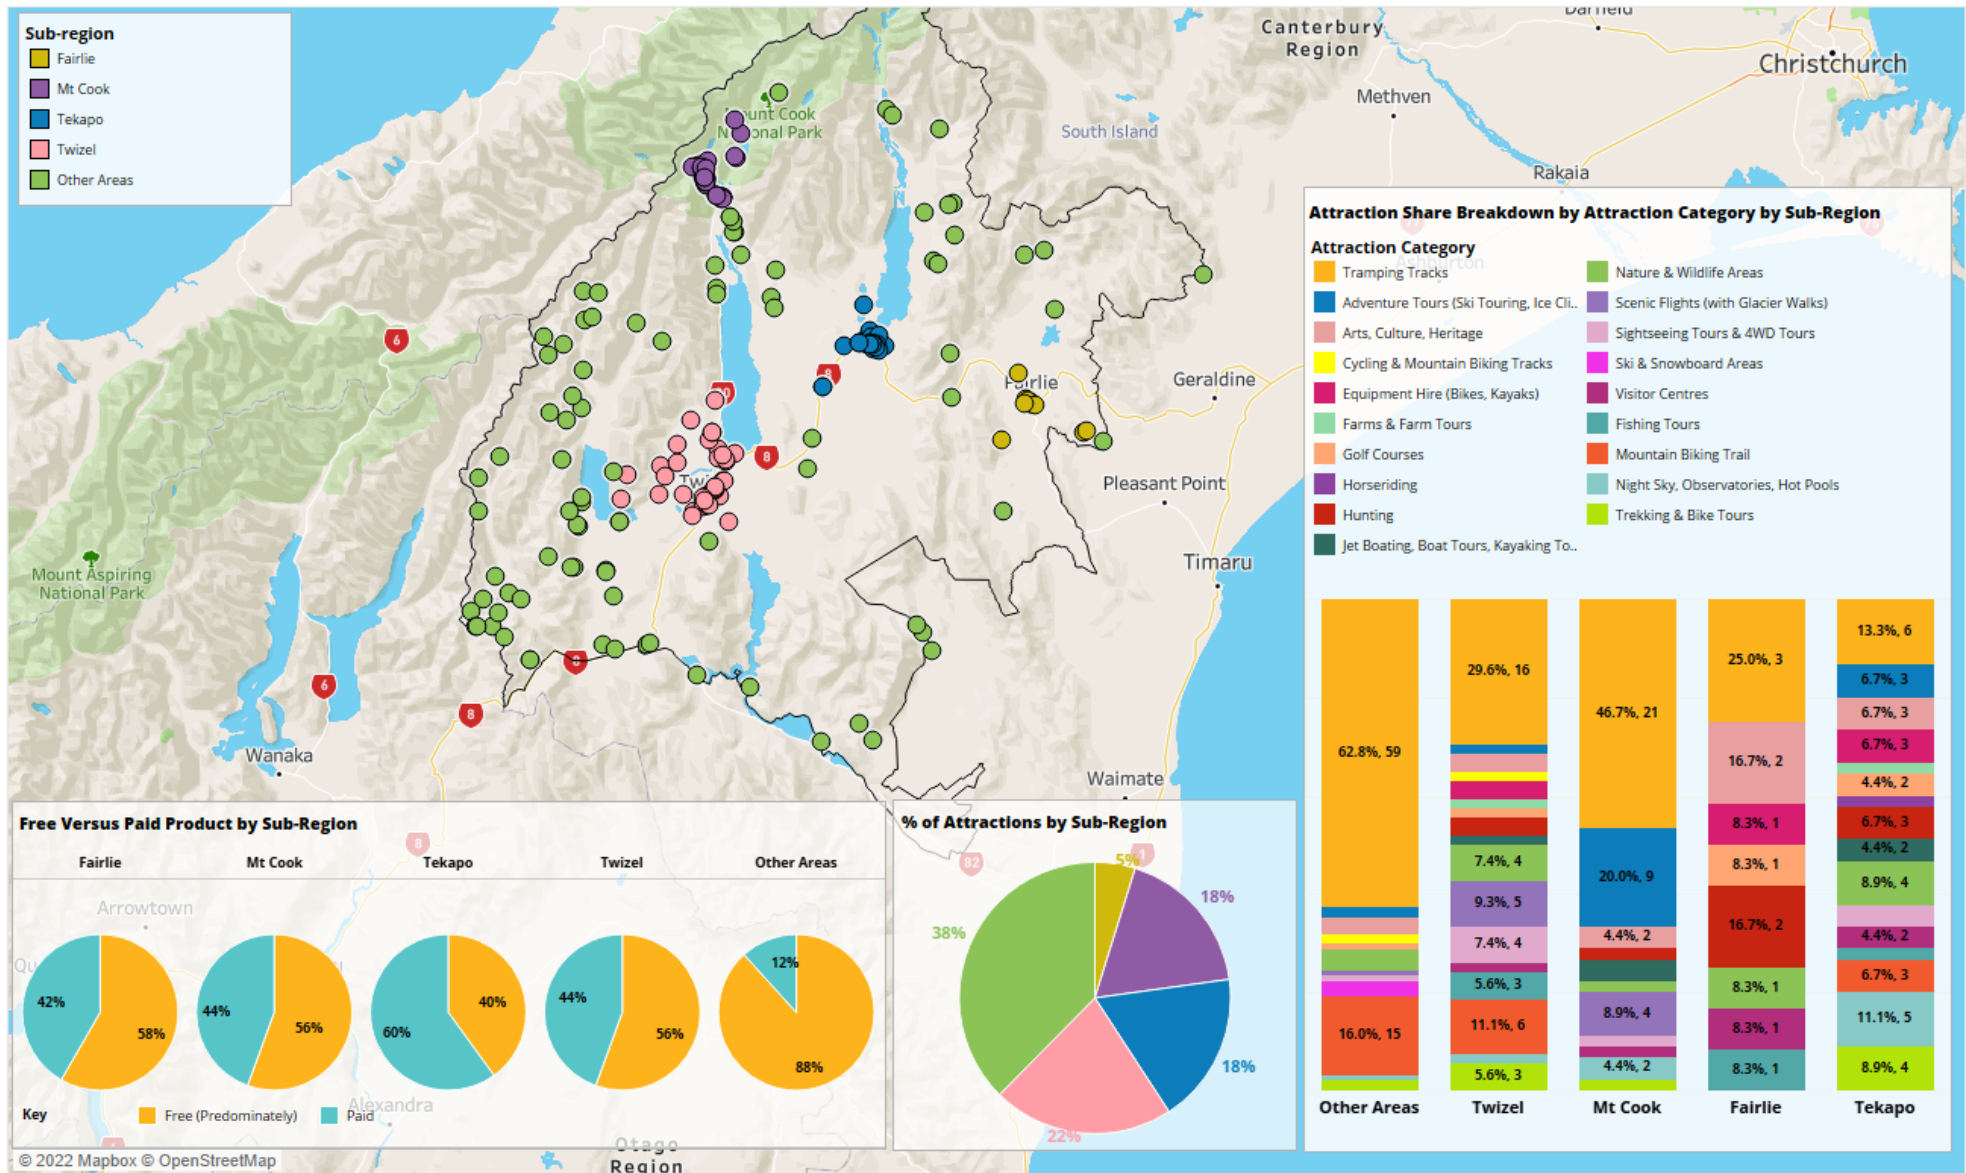 Sub-region
Fairlie
Mt Cook
Tekapo
Twizel
Other Areas
Canterbury
Region
Darfield
Christchurch
Methven
South Island
Rakaia
National Park
6
8
8
Fairlie
Geraldine
Pleasant Point
Timaru
Mount Aspiring
National Park
6
8
8
Wanaka
Waimate
Attraction Share Breakdown by Attraction Category by Sub-Region
Attraction Category
Ashburton
Tramping Tracks
Adventure Tours (Ski Touring, Ice Cli..
Arts, Culture, Heritage
Cycling & Mountain Biking Tracks
Equipment Hire (Bikes, Kayaks)
Farms & Farm Tours
Golf Courses
Horseriding
Hunting
Jet Boating, Boat Tours, Kayaking To..
Nature & Wildlife Areas
Scenic Flights (with Glacier Walks)
Sightseeing Tours & 4WD Tours
Ski & Snowboard Areas
Visitor Centres
Fishing Tours
Mountain Biking Trail
Night Sky, Observatories, Hot Pools
Trekking & Bike Tours
62.8%, 59
16.0%, 15
Other Areas
29.6%, 16
7.4%, 4
9.3%, 5
7.4%, 4
5.6%, 3
11.1%, 6
5.6%, 3
Twizel
46.7%, 21
20.0%, 9
4.4%, 2
8.9%, 4
4.4%, 2
Mt Cook
25.0%, 3
16.7%, 2
8.3%, 1
8.3%, 1
16.7%, 2
8.3%, 1
8.3%, 1
8.3%, 1
Fairlie
13.3%, 6
6.7%, 3
6.7%, 3
6.7%, 3
4.4%, 2
6.7%, 3
4.4%, 2
8.9%, 4
4.4%, 2
6.7%, 3
11.1%, 5
8.9%, 4
Tekapo
Free Versus Paid Product by Sub-Region
8
Fairlie
Mt Cook
Tekapo
Twizel
Other Areas
Arrowtown
42%
58%
44%
56%
60%
40%
44%
56%
12%
88%
Key
Free (Predominately)
Paid
Alexandra
% of Attractions by Sub-Region
82
1
5%
18%
18%
22%
38%
Otago
Region
© 2022 Mapbox © OpenStreetMap